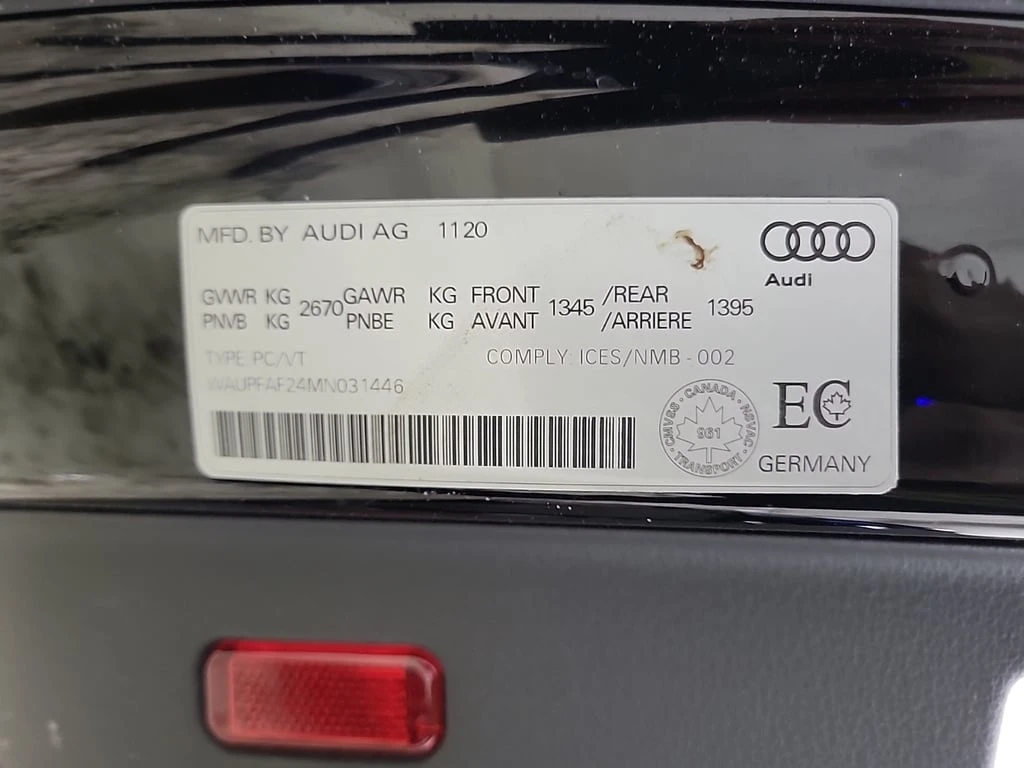 MFD. BY AUDI AG 1120
Audi
GVWR KG 2670 GAWR KG FRONT 1345 /REAR 1395
PNVB KG PNBE KG AVANT /ARRIERE
TYPE PC/VT COMPLY: ICES/NMB - 002
WAUPFAF24MN031446
CANADA · NSVAC · TRANSPORT · CMVSS
961
EC
GERMANY